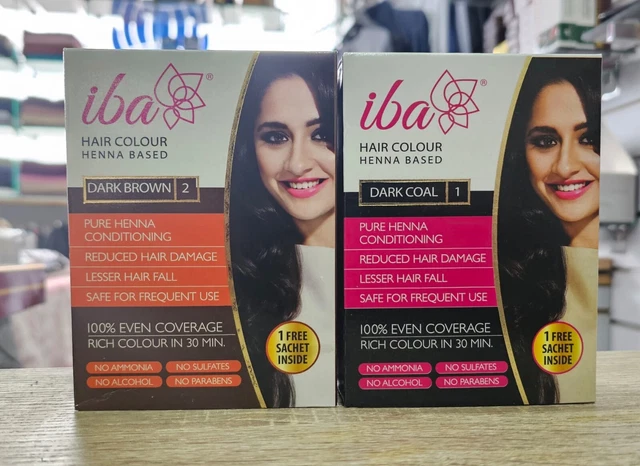 iba®
HAIR COLOUR
HENNA BASED
DARK BROWN 2
PURE HENNA
CONDITIONING
REDUCED HAIR DAMAGE
LESSER HAIR FALL
SAFE FOR FREQUENT USE
100% EVEN COVERAGE
RICH COLOUR IN 30 MIN.
NO AMMONIA NO SULFATES
NO ALCOHOL NO PARABENS
1 FREE
SACHET
INSIDE
iba®
HAIR COLOUR
HENNA BASED
DARK COAL 1
PURE HENNA
CONDITIONING
REDUCED HAIR DAMAGE
LESSER HAIR FALL
SAFE FOR FREQUENT USE
100% EVEN COVERAGE
RICH COLOUR IN 30 MIN.
NO AMMONIA NO SULFATES
NO ALCOHOL NO PARABENS
1 FREE
SACHET
INSIDE